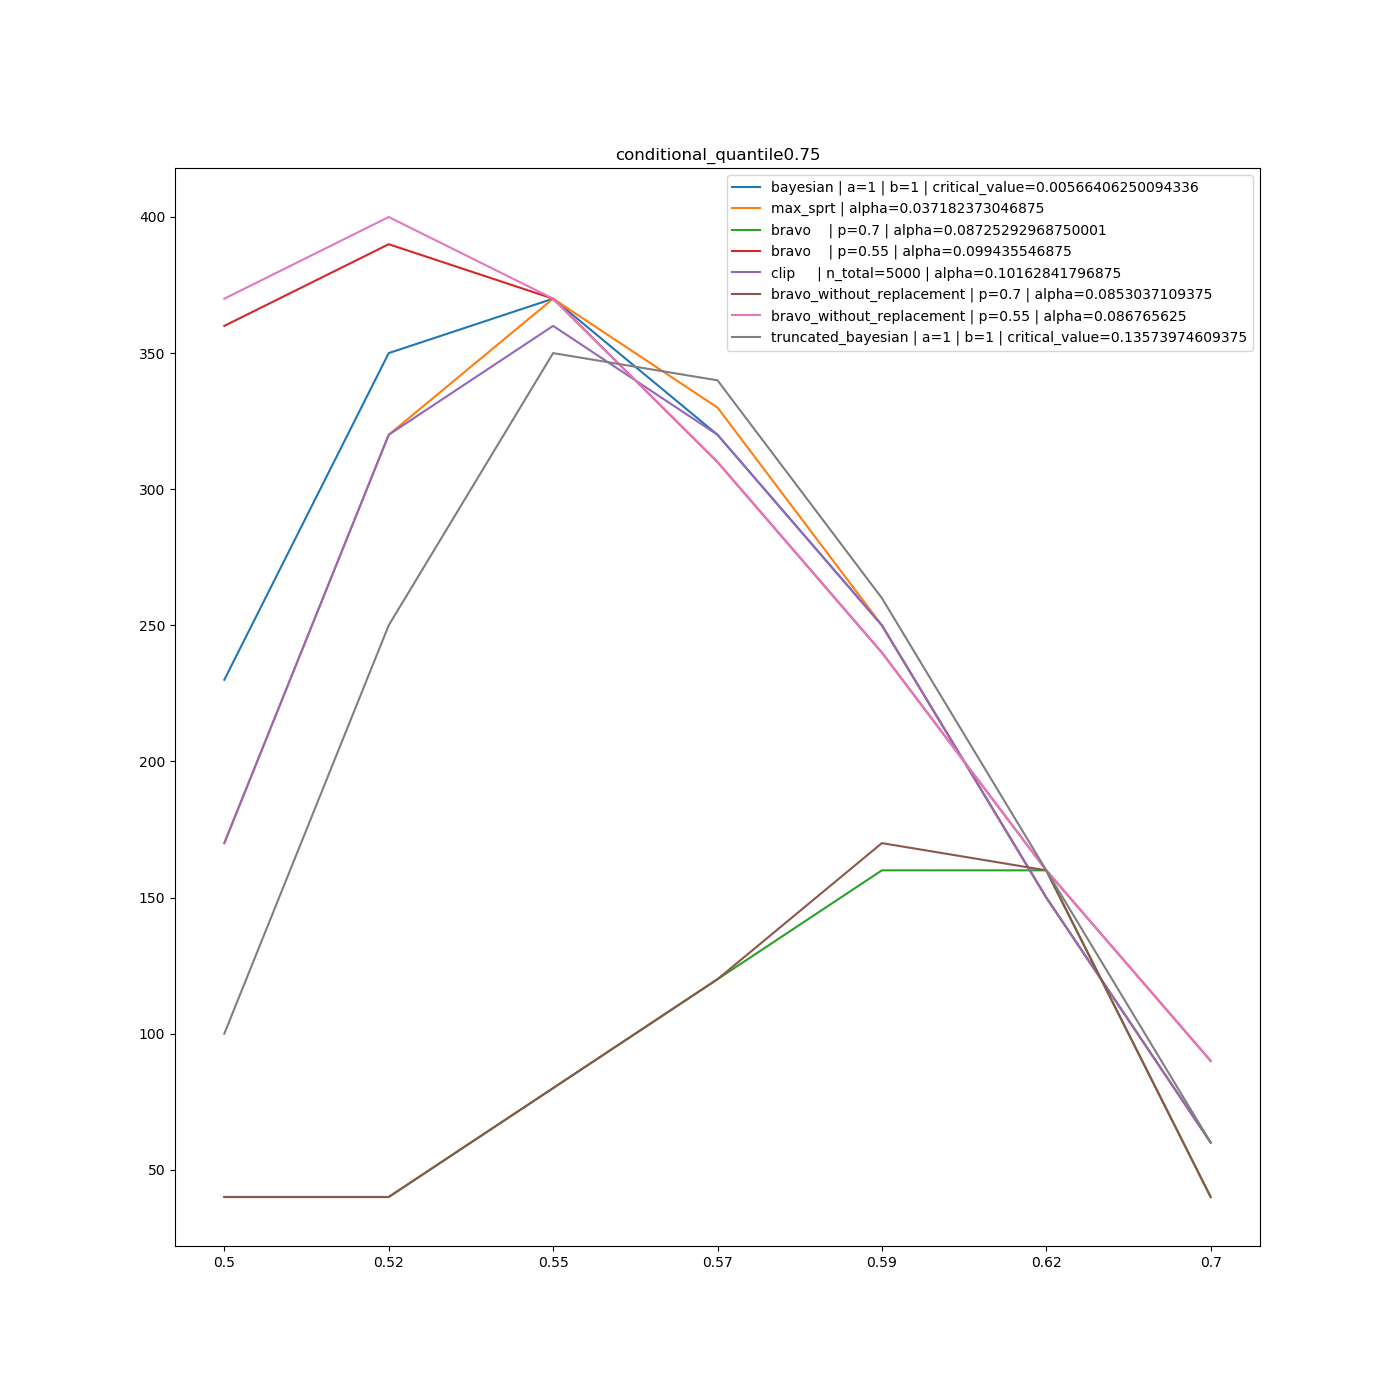 conditional_quantile0.75
bayesian | a=1 | b=1 | critical_value=0.00566406250094336
max_sprt | alpha=0.037182373046875
bravo    | p=0.7 | alpha=0.08725292968750001
bravo    | p=0.55 | alpha=0.099435546875
clip     | n_total=5000 | alpha=0.10162841796875
bravo_without_replacement | p=0.7 | alpha=0.0853037109375
bravo_without_replacement | p=0.55 | alpha=0.086765625
truncated_bayesian | a=1 | b=1 | critical_value=0.13573974609375
400
350
300
250
200
150
100
50
0.5 0.52 0.55 0.57 0.59 0.62 0.7